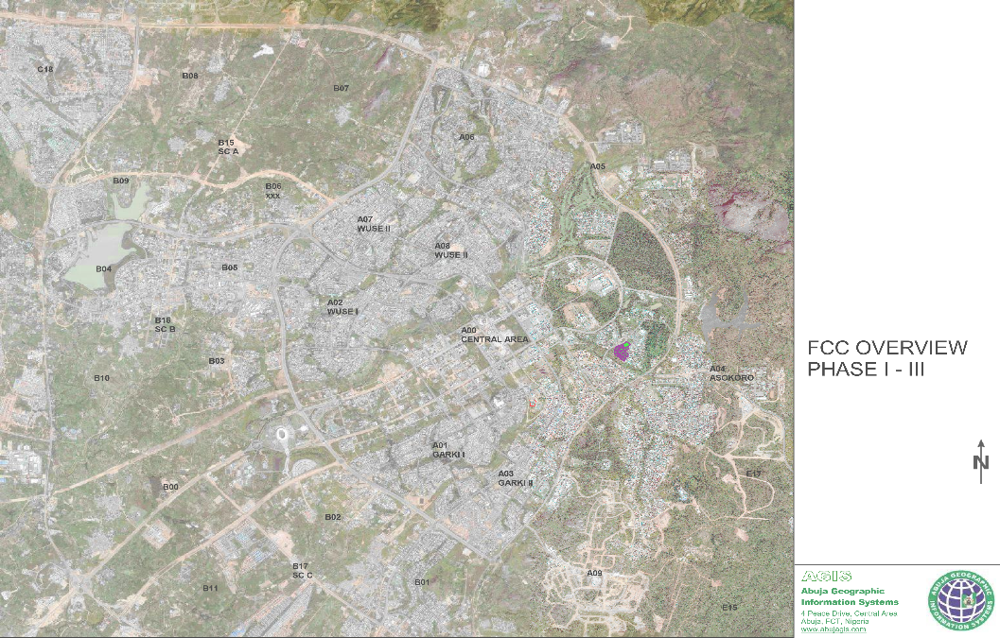 C18
B08
B07
A06
B15
SC A
A05
B09
B06
xxx
A07
WUSE II
A08
WUSE II
B04
B05
A02
WUSE I
B16
SC B
A00
CENTRAL AREA
B03
A04
ASOKORO
B10
A01
GARKI I
A03
GARKI II
E17
B00
B02
B17
SC C
B01
A09
B11
E15
FCC OVERVIEW
PHASE I - III
N
AGIS
Abuja Geographic
Information Systems
4 Peace Drive, Central Area
Abuja, FCT, Nigeria
www.abujagis.com
ABUJA GEOGRAPHIC
INFORMATION SYSTEMS